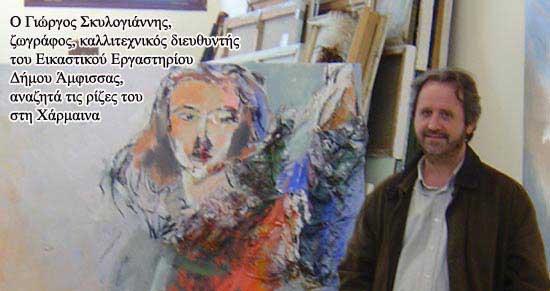 Ο Γιώργος Σκυλογιάννης,
ζωγράφος, καλλιτεχνικός διευθυντής
του Εικαστικού Εργαστηρίου
Δήμου Άμφισσας,
αναζητά τις ρίζες του
στη Χάρμαινα